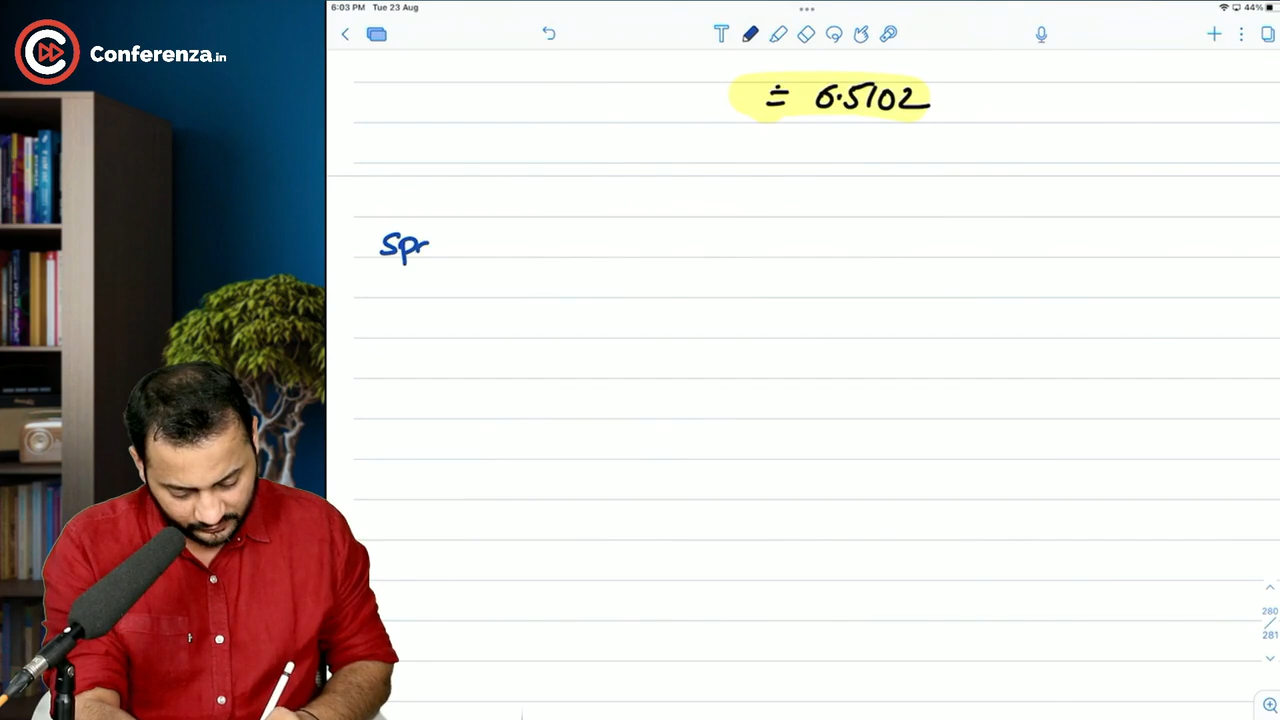 6:03 PM Tue 23 Aug
44%
Conferenza.in
= 6.5102
Spr
280
281